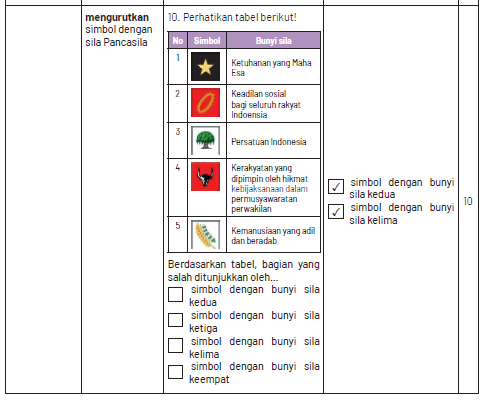 mengurutkan
simbol dengan
sila Pancasila
10. Perhatikan tabel berikut!
No Simbol Bunyi sila
1 Ketuhanan yang Maha
Esa
2 Keadilan sosial
bagi seluruh rakyat
Indoensia
3 Persatuan Indonesia
4 Kerakyatan yang
dipimpin oleh hikmat
kebijaksanaan dalam
permusyawaratan
perwakilan
5 Kemanusiaan yang adil
dan beradab
Berdasarkan tabel, bagian yang
salah ditunjukkan oleh...
simbol dengan bunyi sila
kedua
simbol dengan bunyi sila
ketiga
simbol dengan bunyi sila
kelima
simbol dengan bunyi sila
keempat
✓ simbol dengan bunyi
sila kedua
✓ simbol dengan bunyi
sila kelima
10